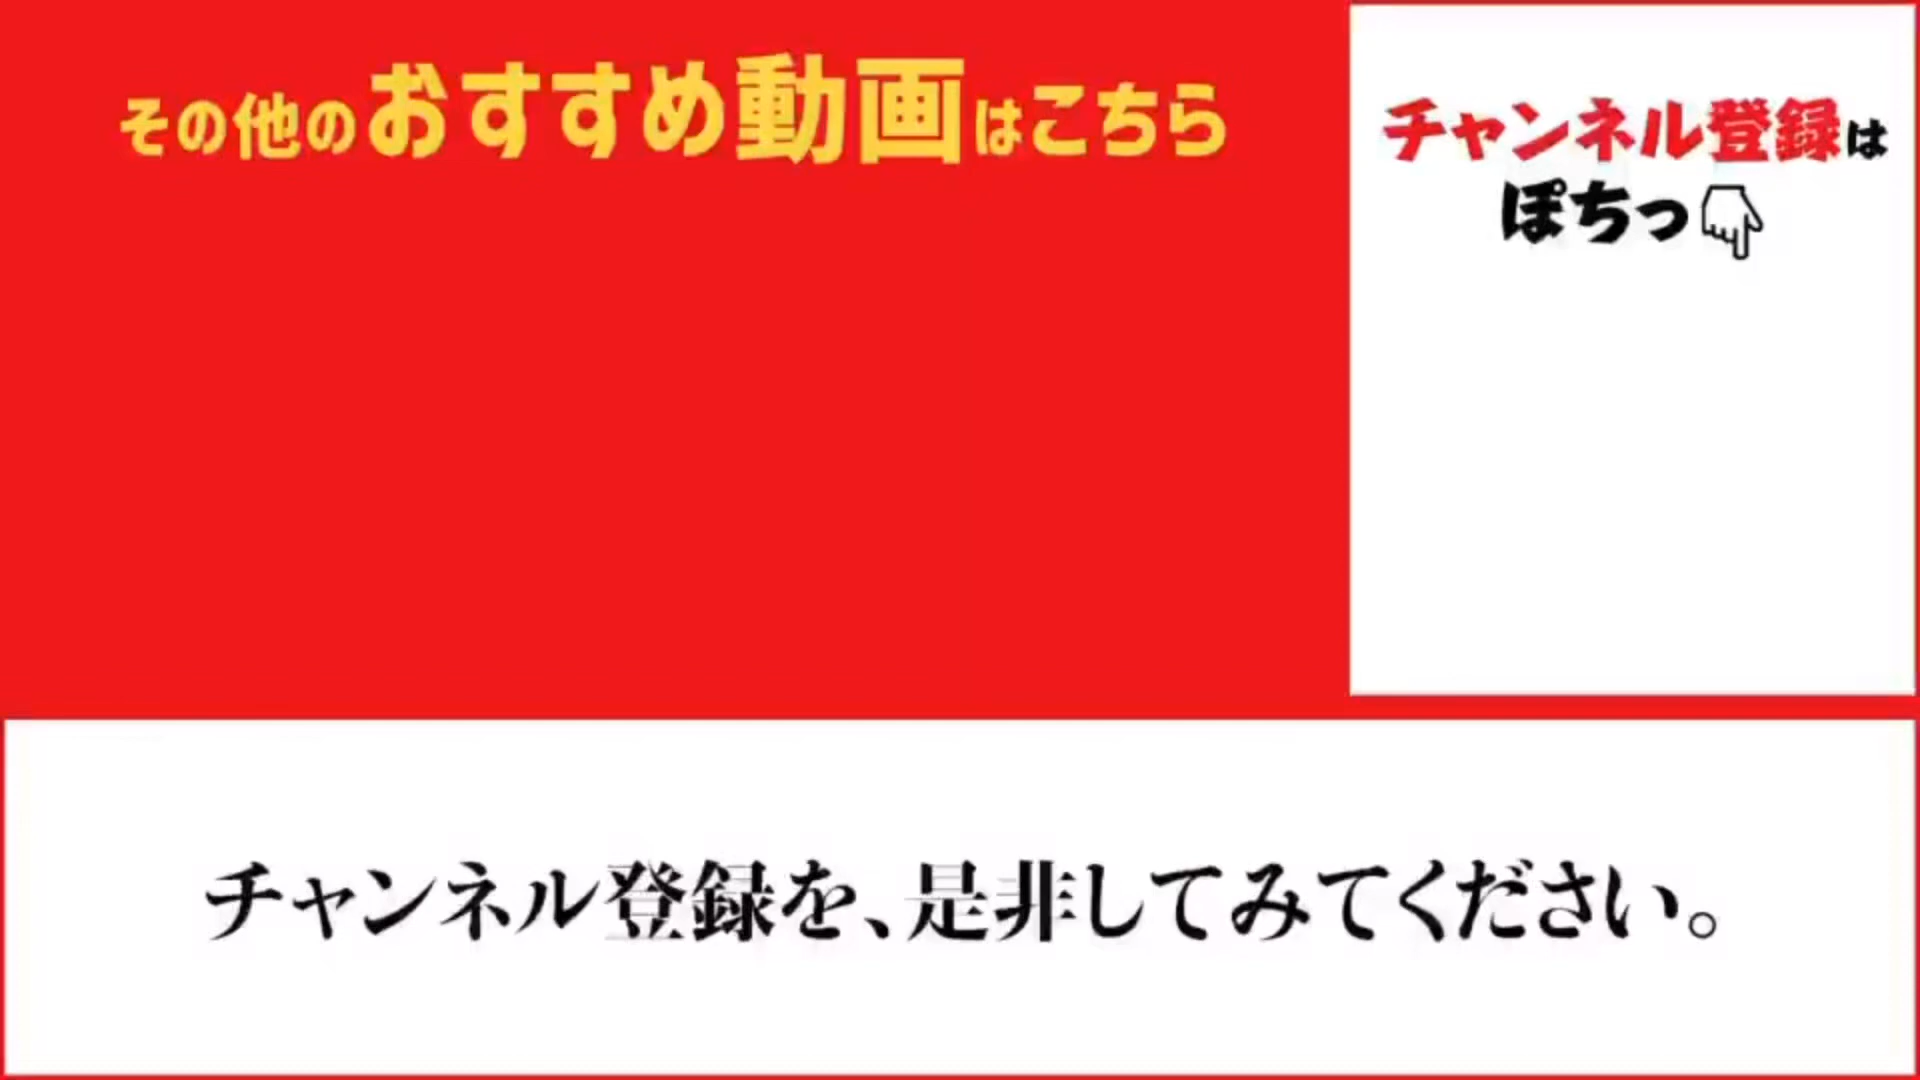 その他のおすすめ動画はこちら
チャンネル登録は
ぽちっ
チャンネル登録を、是非してみてください。